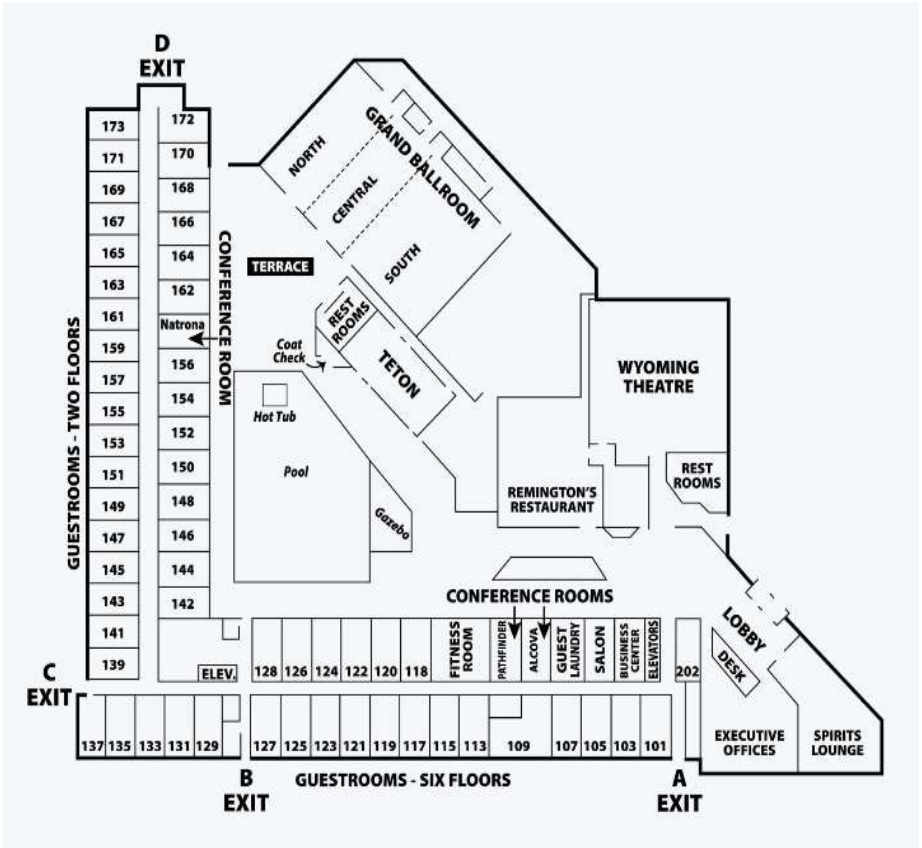 D
EXIT
173
172
171
170
169
168
167
166
165
164
163
162
161
Natrona
159
156
157
154
155
152
153
150
151
148
149
146
147
144
145
142
143
141
139
GUESTROOMS - TWO FLOORS
CONFERENCE ROOM
NORTH
CENTRAL
SOUTH
GRAND BALLROOM
TERRACE
REST
ROOMS
Coat
Check
TETON
Hot Tub
Pool
Gazebo
WYOMING
THEATRE
REST
ROOMS
REMINGTON'S
RESTAURANT
CONFERENCE ROOMS
LOBBY
DESK
C
EXIT
ELEV.
128
126
124
122
120
118
FITNESS
ROOM
PATHFINDER
ALCOVA
GUEST
LAUNDRY
SALON
BUSINESS
CENTER
ELEVATORS
202
137
135
133
131
129
127
125
123
121
119
117
115
113
109
107
105
103
101
EXECUTIVE
OFFICES
SPIRITS
LOUNGE
B
EXIT
GUESTROOMS - SIX FLOORS
A
EXIT